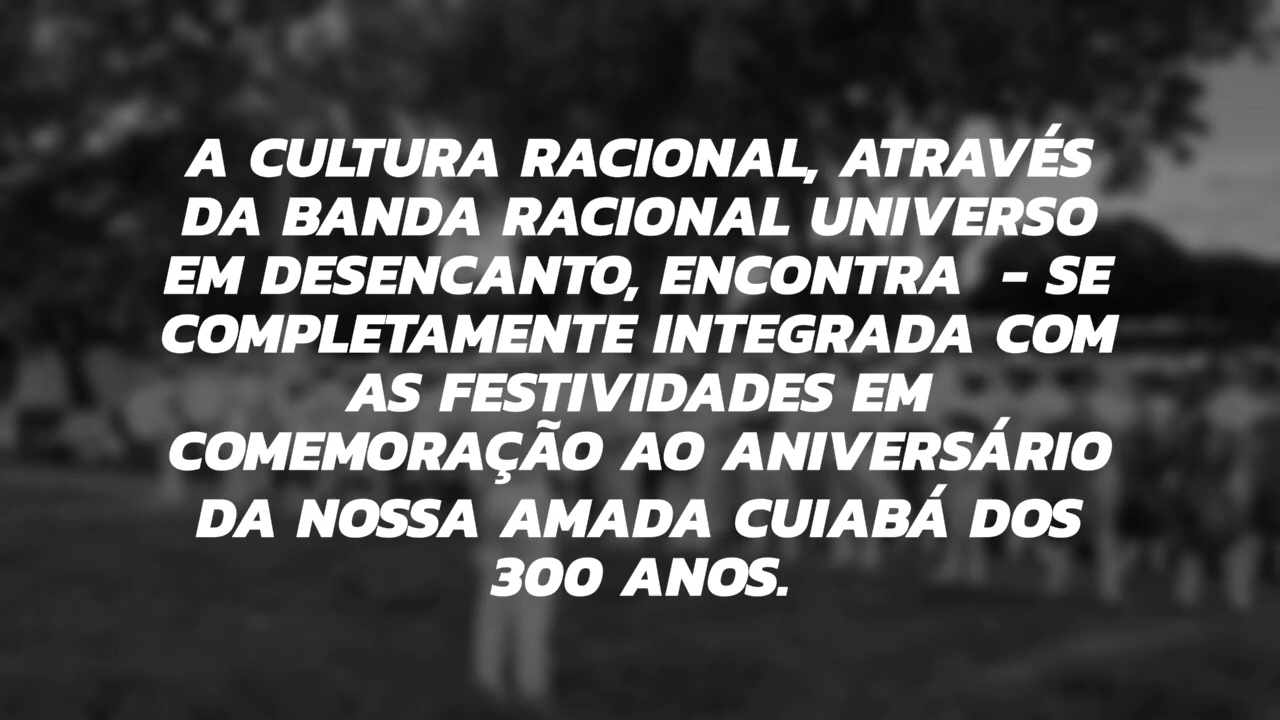 A CULTURA RACIONAL, ATRAVÉS
DA BANDA RACIONAL UNIVERSO
EM DESENCANTO, ENCONTRA  - SE
COMPLETAMENTE INTEGRADA COM
AS FESTIVIDADES EM
COMEMORAÇÃO AO ANIVERSÁRIO
DA NOSSA AMADA CUIABÁ DOS
300 ANOS.